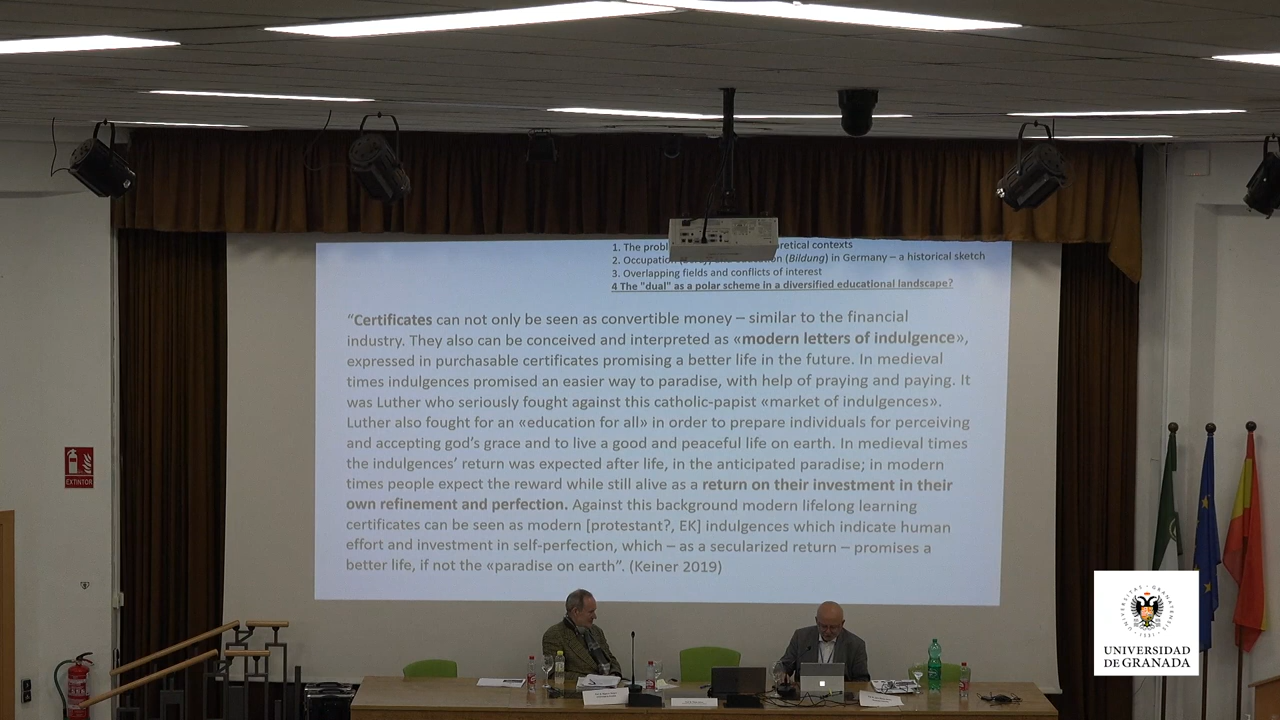 1. The probl retical contexts
2. Occupation (Bildung) in Germany – a historical sketch
3. Overlapping fields and conflicts of interest
4 The "dual" as a polar scheme in a diversified educational landscape?
“Certificates can not only be seen as convertible money – similar to the financial
industry. They also can be conceived and interpreted as «modern letters of indulgence»,
expressed in purchasable certificates promising a better life in the future. In medieval
times indulgences promised an easier way to paradise, with help of praying and paying. It
was Luther who seriously fought against this catholic-papist «market of indulgences».
Luther also fought for an «education for all» in order to prepare individuals for perceiving
and accepting god’s grace and to live a good and peaceful life on earth. In medieval times
the indulgences’ return was expected after life, in the anticipated paradise; in modern
times people expect the reward while still alive as a return on their investment in their
own refinement and perfection. Against this background modern lifelong learning
certificates can be seen as modern [protestant?, EK] indulgences which indicate human
effort and investment in self-perfection, which – as a secularized return – promises a
better life, if not the «paradise on earth”. (Keiner 2019)
EXTINTOR
UNIVERSITAS GRANATENSIS
1531
UNIVERSIDAD
DE GRANADA